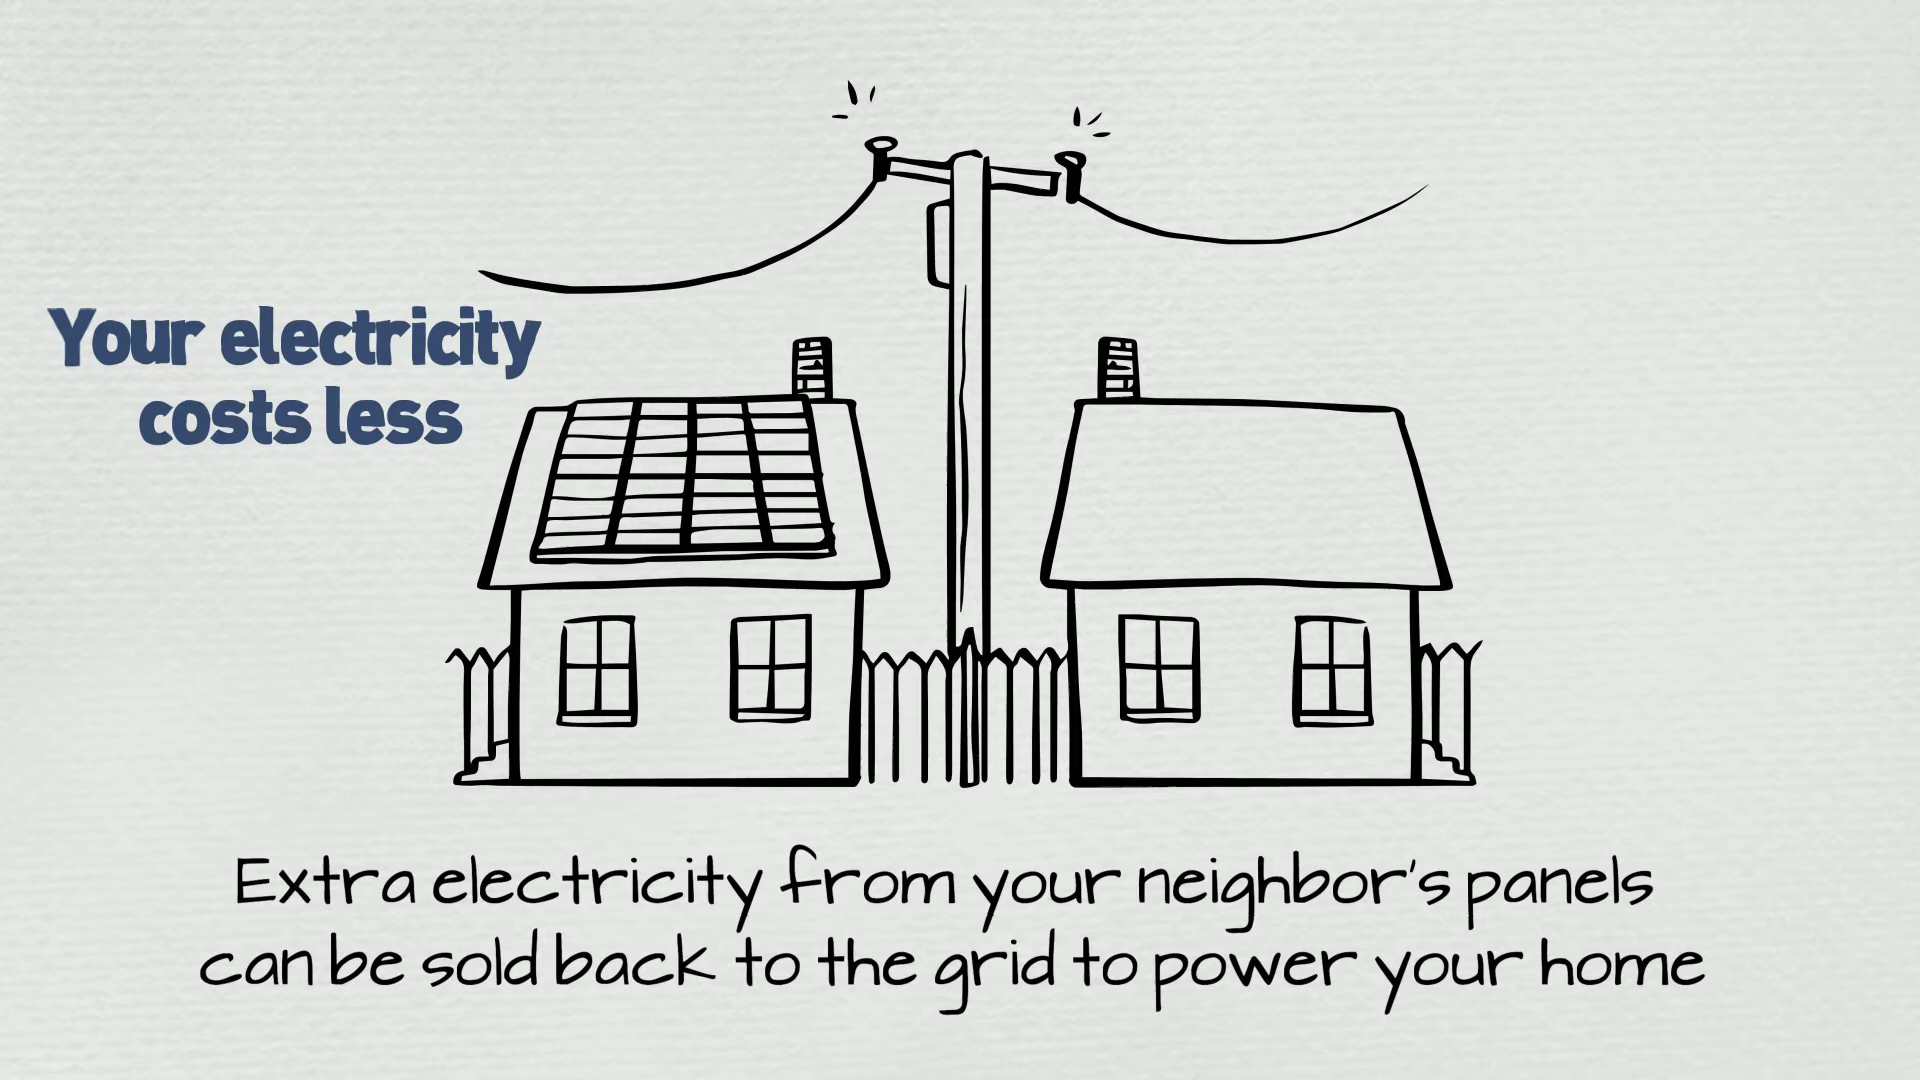 Your electricity
costs less
Extra electricity from your neighbor's panels
can be sold back to the grid to power your home